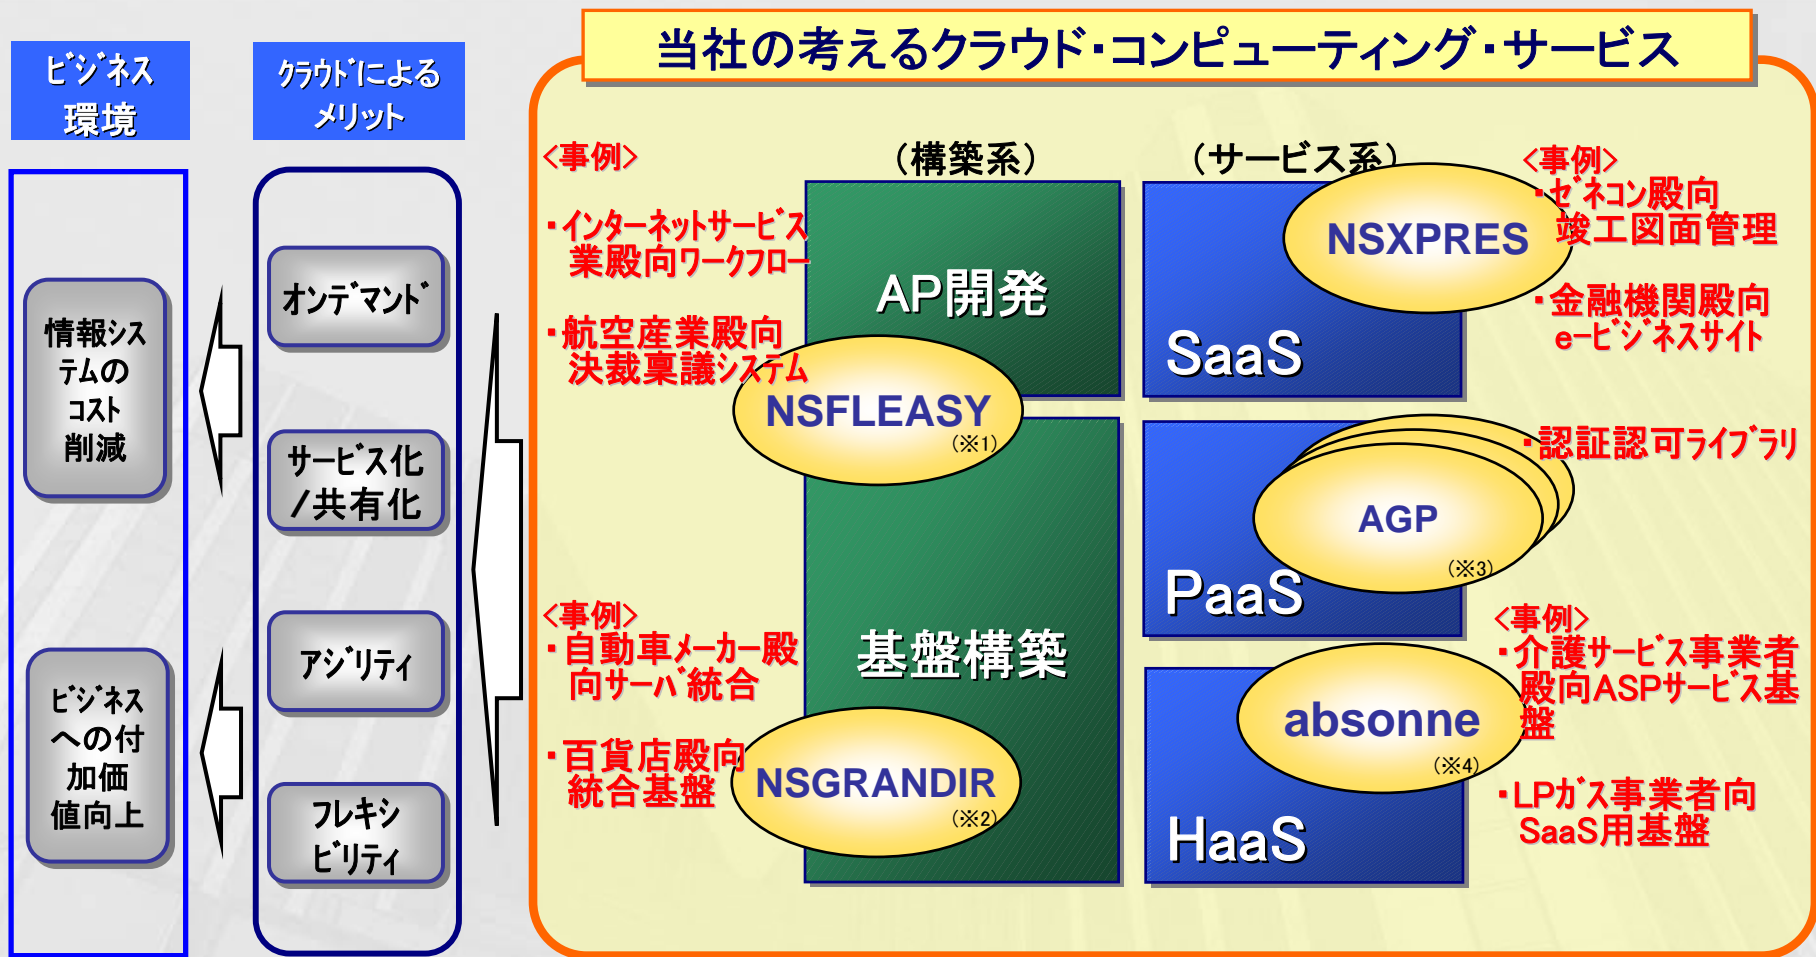 当社の考えるクラウド・コンピューティング・サービス
ビジネス
環境
情報シス
テムの
コスト
削減
ビジネス
への付
加価
値向上
クラウドによる
メリット
オンデマンド
サービス化
/共有化
アジリティ
フレキシ
ビリティ
<事例>
・インターネットサービス
業殿向ワークフロー
・航空産業殿向
決裁稟議システム
<事例>
・自動車メーカー殿
向サーバ統合
・百貨店殿向
統合基盤
(構築系)
AP開発
NSFLEASY
(※1)
基盤構築
NSGRANDIR
(※2)
(サービス系)
NSXPRES
SaaS
AGP
(※3)
PaaS
absonne
(※4)
HaaS
<事例>
・ゼネコン殿向
竣工図面管理
・金融機関殿向
e-ビジネスサイト
・認証認可ライブラリ
<事例>
・介護サービス事業者
殿向ASPサービス基
盤
・LPガス事業者向
SaaS用基盤